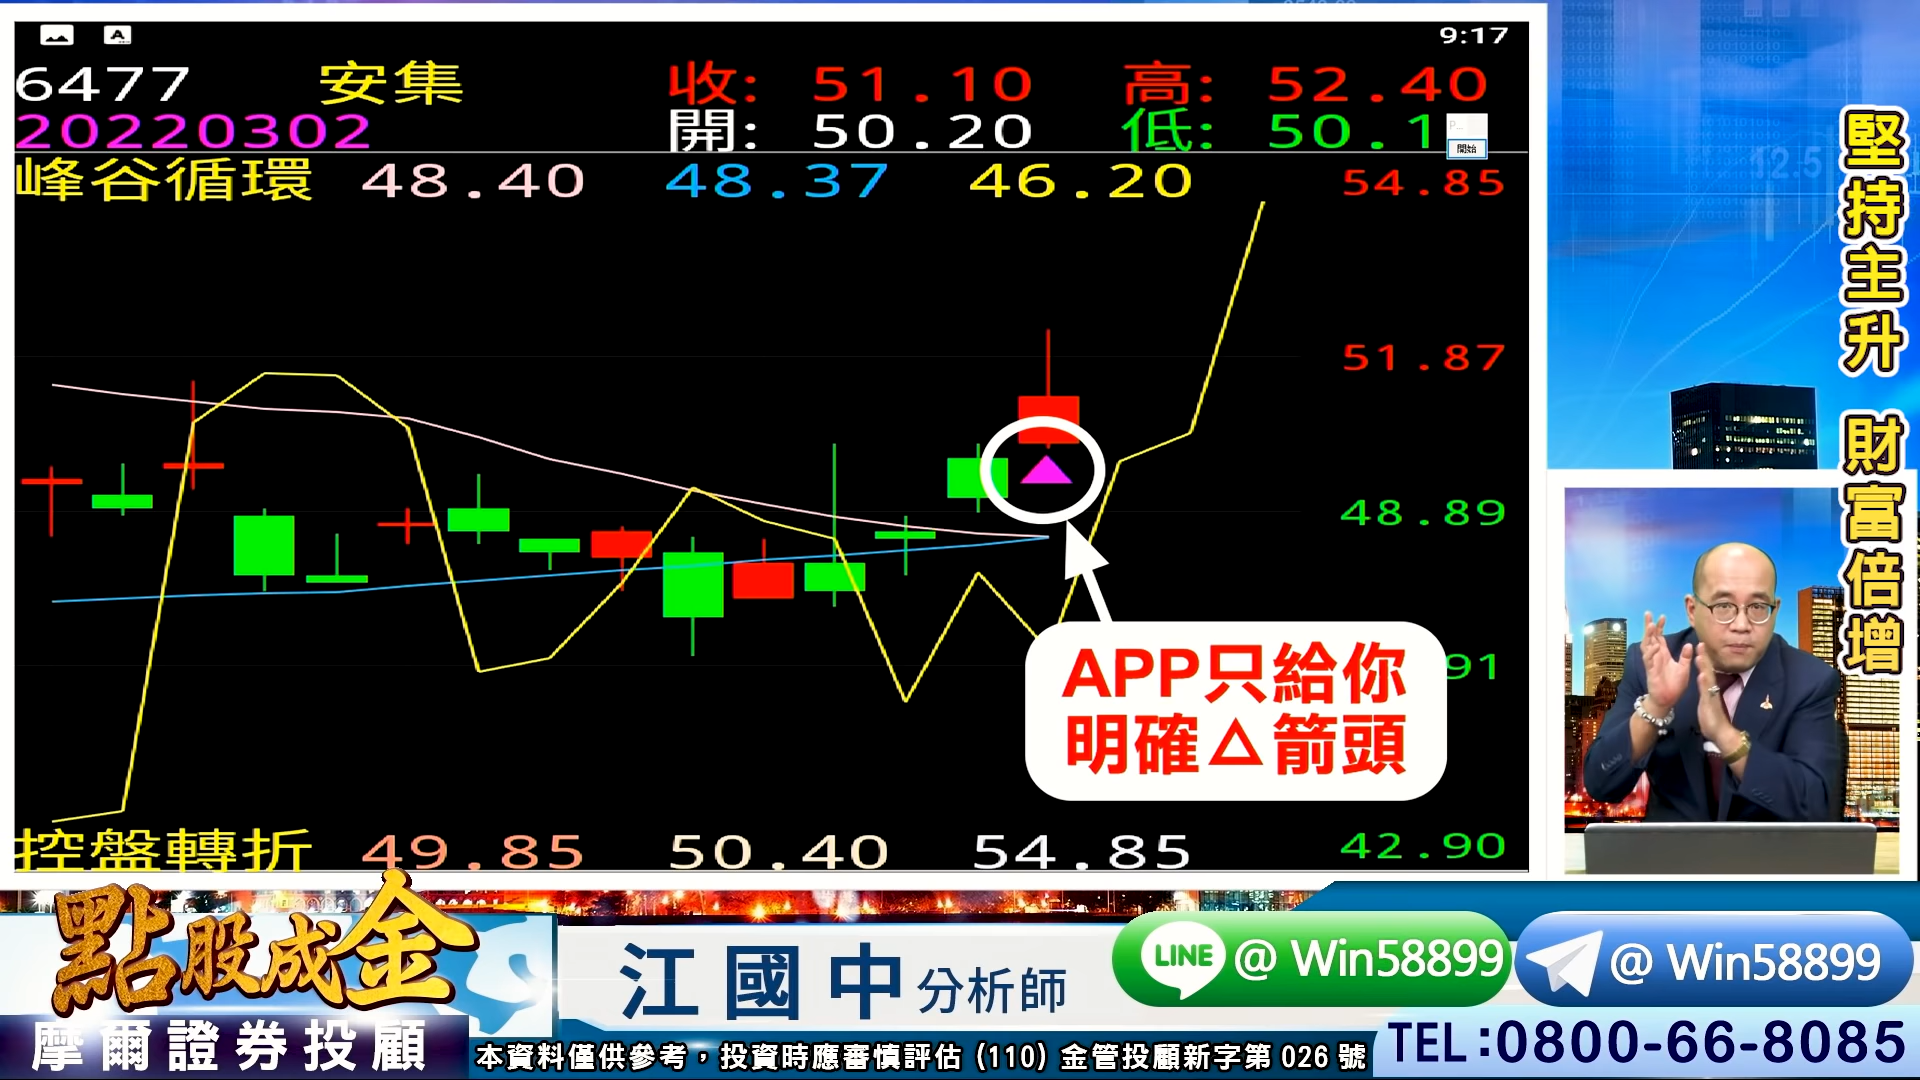 9:17
6477 安集 收: 51.10 高: 52.40
20220302 開: 50.20 低: 50.1
開始
峰谷循環 48.40 48.37 46.20 54.85
51.87
48.89
91
APP只給你
明確△箭頭
42.90
控盤轉折 49.85 50.40 54.85
堅持主升 財富倍增
點股成金
摩爾證券投顧
江國中 分析師
LINE @ Win58899
@ Win58899
TEL:0800-66-8085
本資料僅供參考，投資時應審慎評估 (110) 金管投顧新字第 026 號